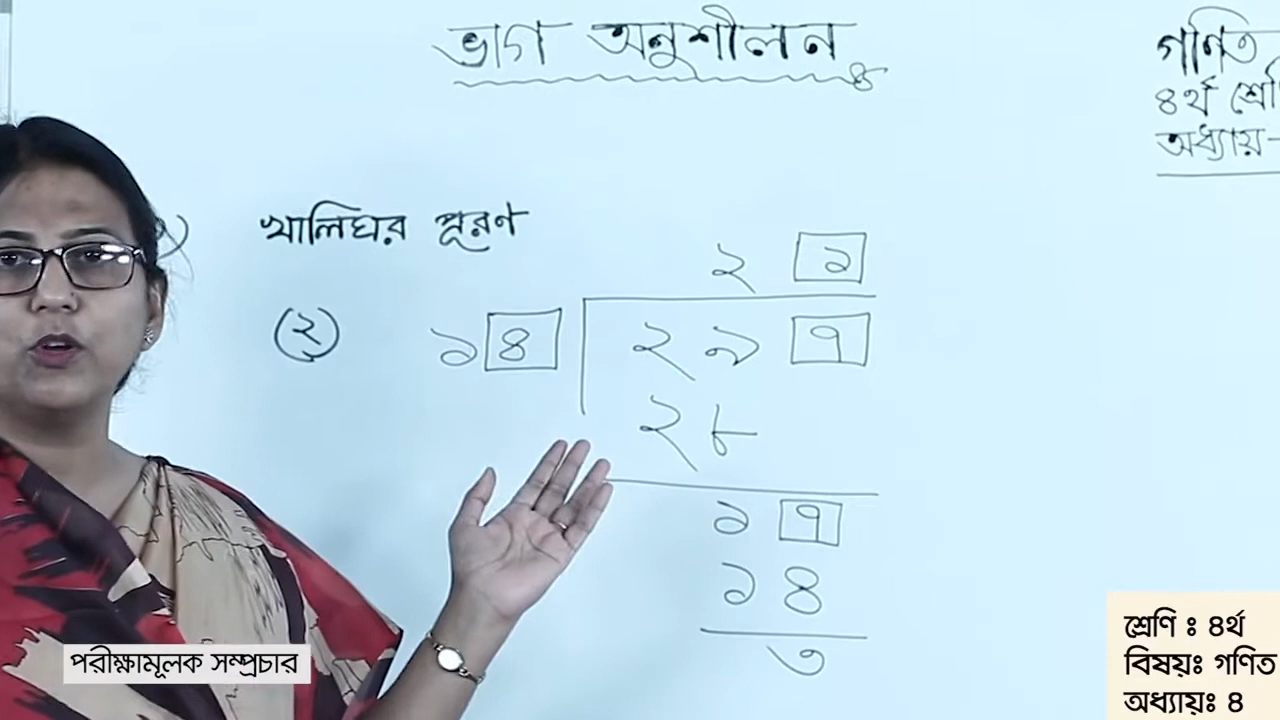 ভাগ অনুশীলন
গণিত
৪র্থ শ্রেণি
অধ্যায়-
খালিঘর পূরণ
২ ১
(২) ১৪ ২৯৭
২৮
১৭
১৪
৩
পরীক্ষামূলক সম্প্রচার
শ্রেণি ঃ ৪র্থ
বিষয়ঃ গণিত
অধ্যায়ঃ ৪